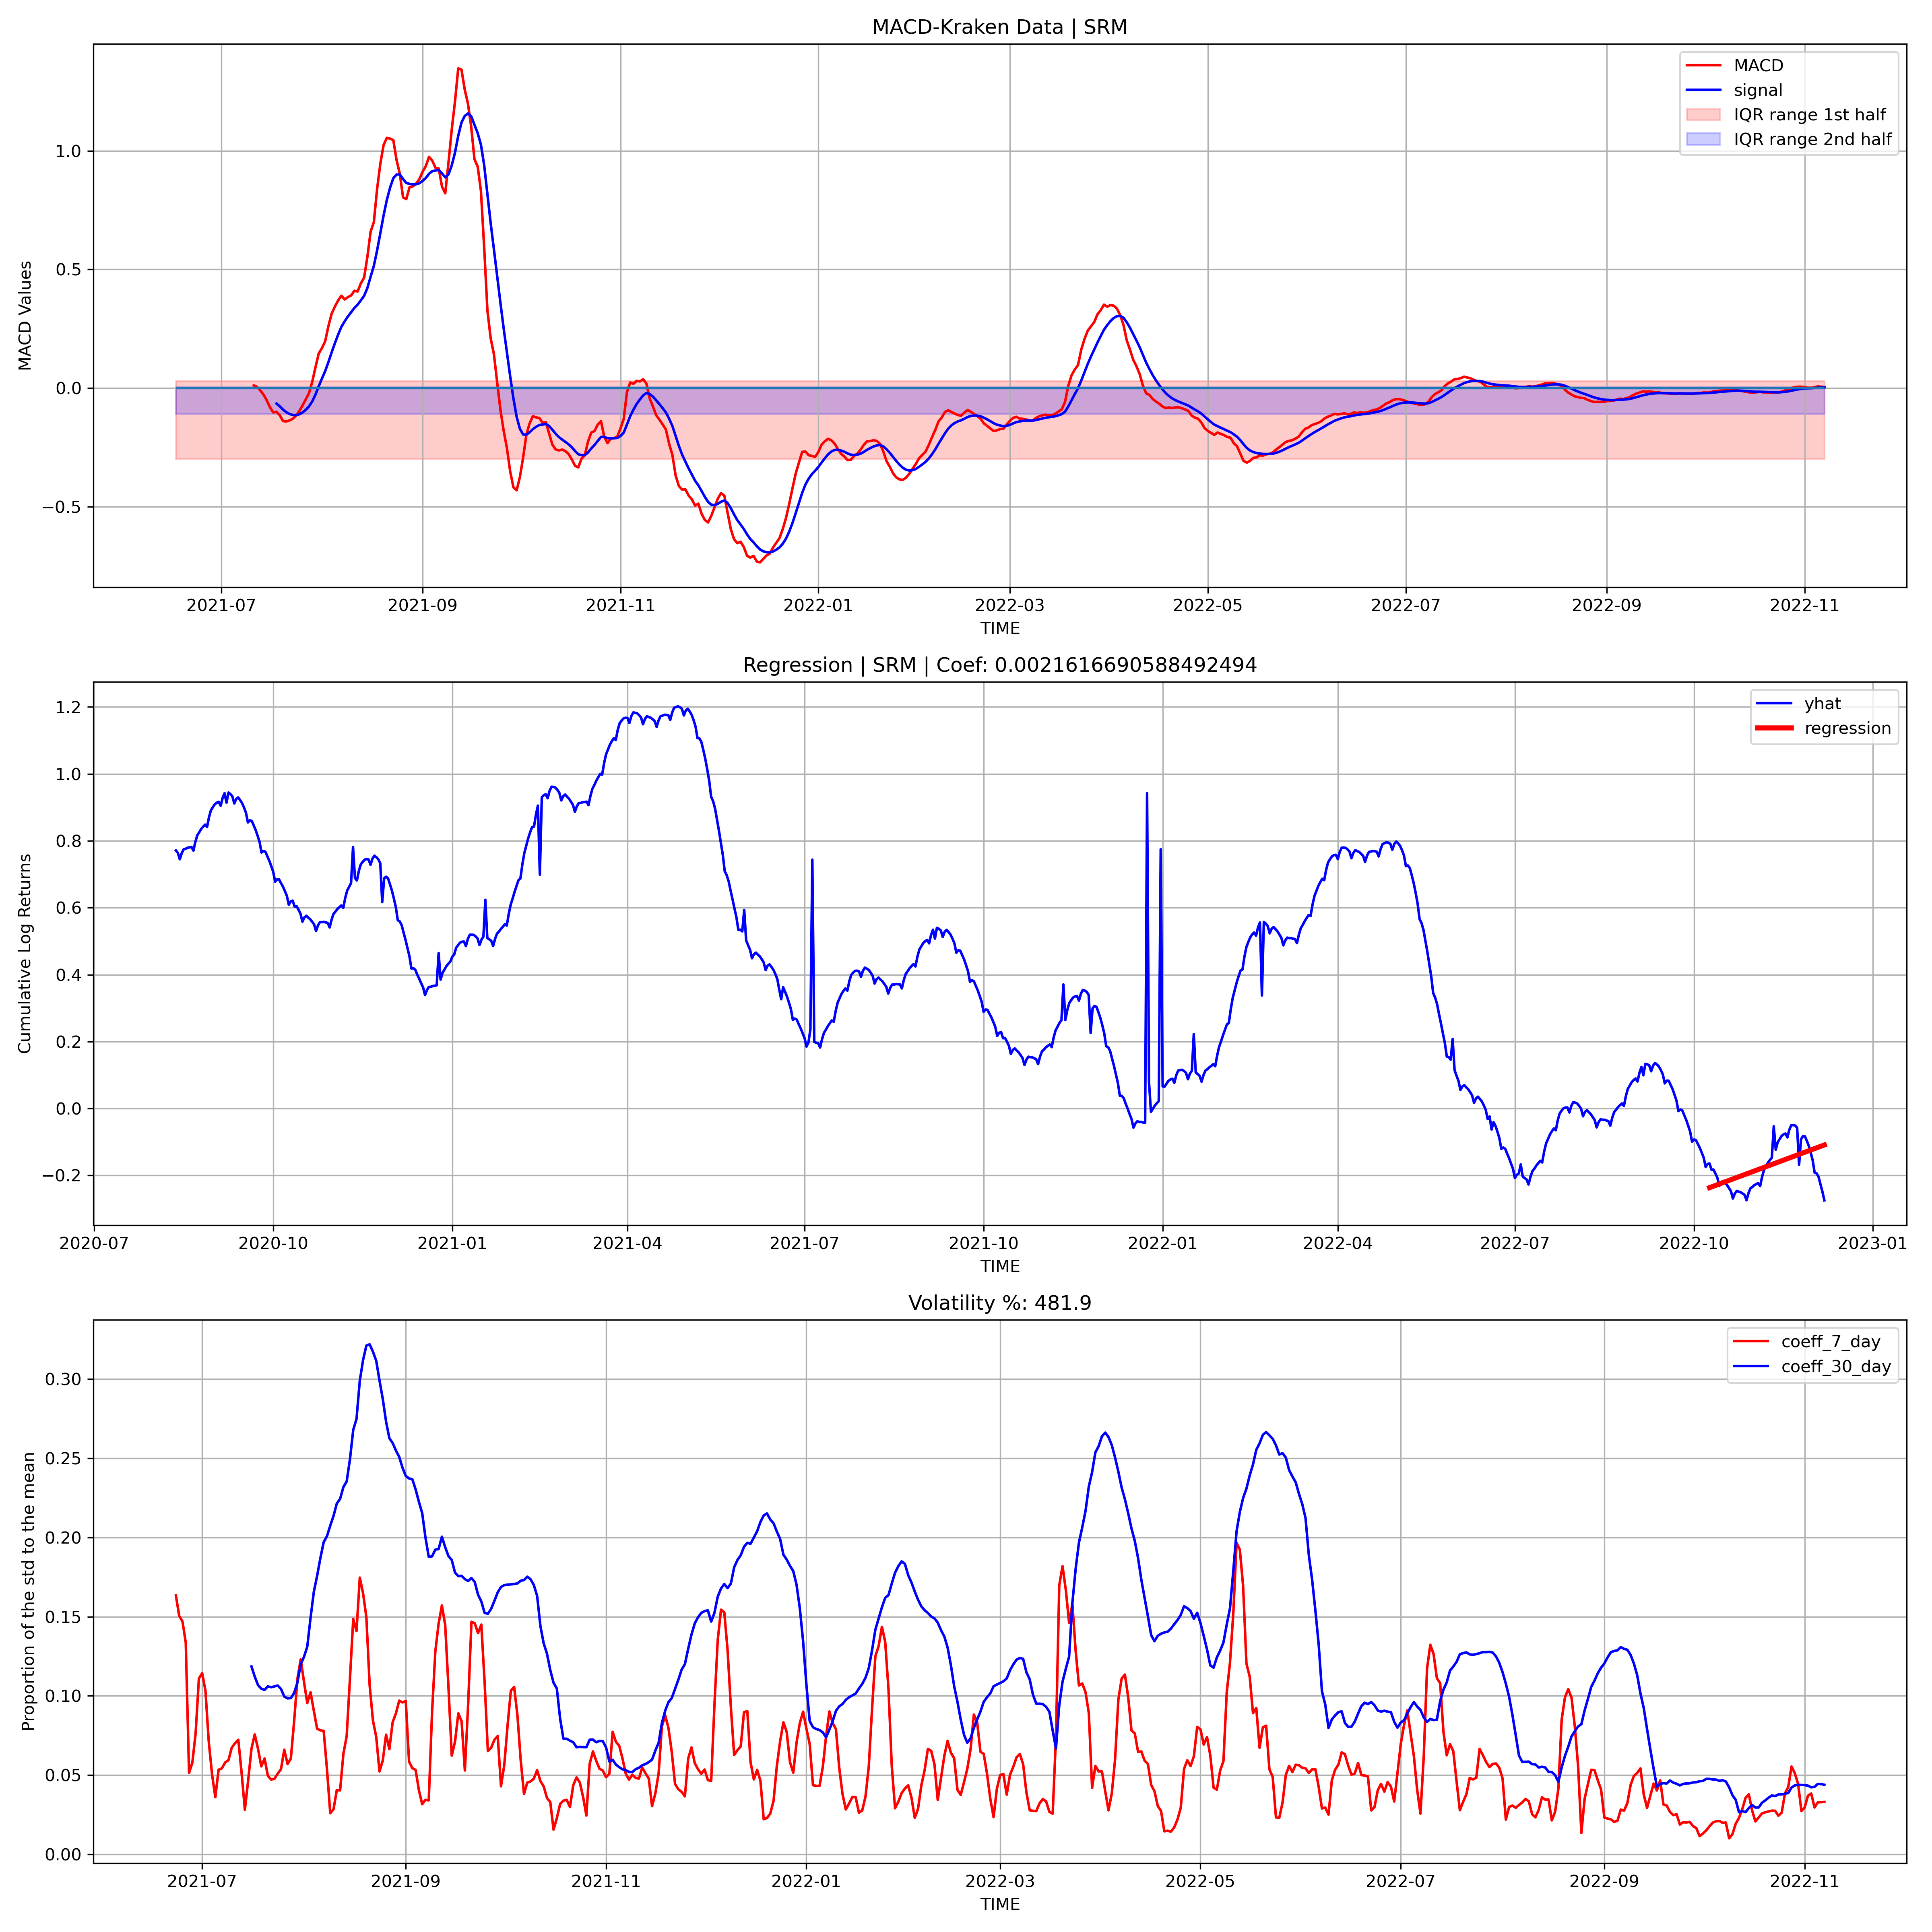 MACD-Kraken Data | SRM
MACD
signal
IQR range 1st half
IQR range 2nd half
MACD Values
1.0
0.5
0.0
−0.5
2021-07 2021-09 2021-11 2022-01 2022-03 2022-05 2022-07 2022-09 2022-11
TIME
Regression | SRM | Coef: 0.0021616690588492494
yhat
regression
Cumulative Log Returns
1.2
1.0
0.8
0.6
0.4
0.2
0.0
−0.2
2020-07 2020-10 2021-01 2021-04 2021-07 2021-10 2022-01 2022-04 2022-07 2022-10 2023-01
TIME
Volatility %: 481.9
coeff_7_day
coeff_30_day
Proportion of the std to the mean
0.30
0.25
0.20
0.15
0.10
0.05
0.00
2021-07 2021-09 2021-11 2022-01 2022-03 2022-05 2022-07 2022-09 2022-11
TIME